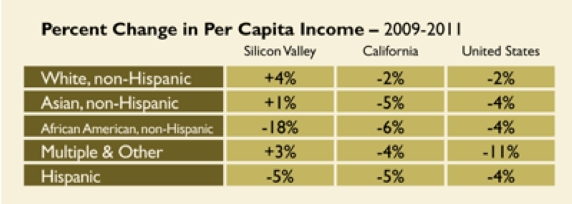 Percent Change in Per Capita Income – 2009-2011
Silicon Valley California United States
White, non-Hispanic +4% -2% -2%
Asian, non-Hispanic +1% -5% -4%
African American, non-Hispanic -18% -6% -4%
Multiple & Other +3% -4% -11%
Hispanic -5% -5% -4%